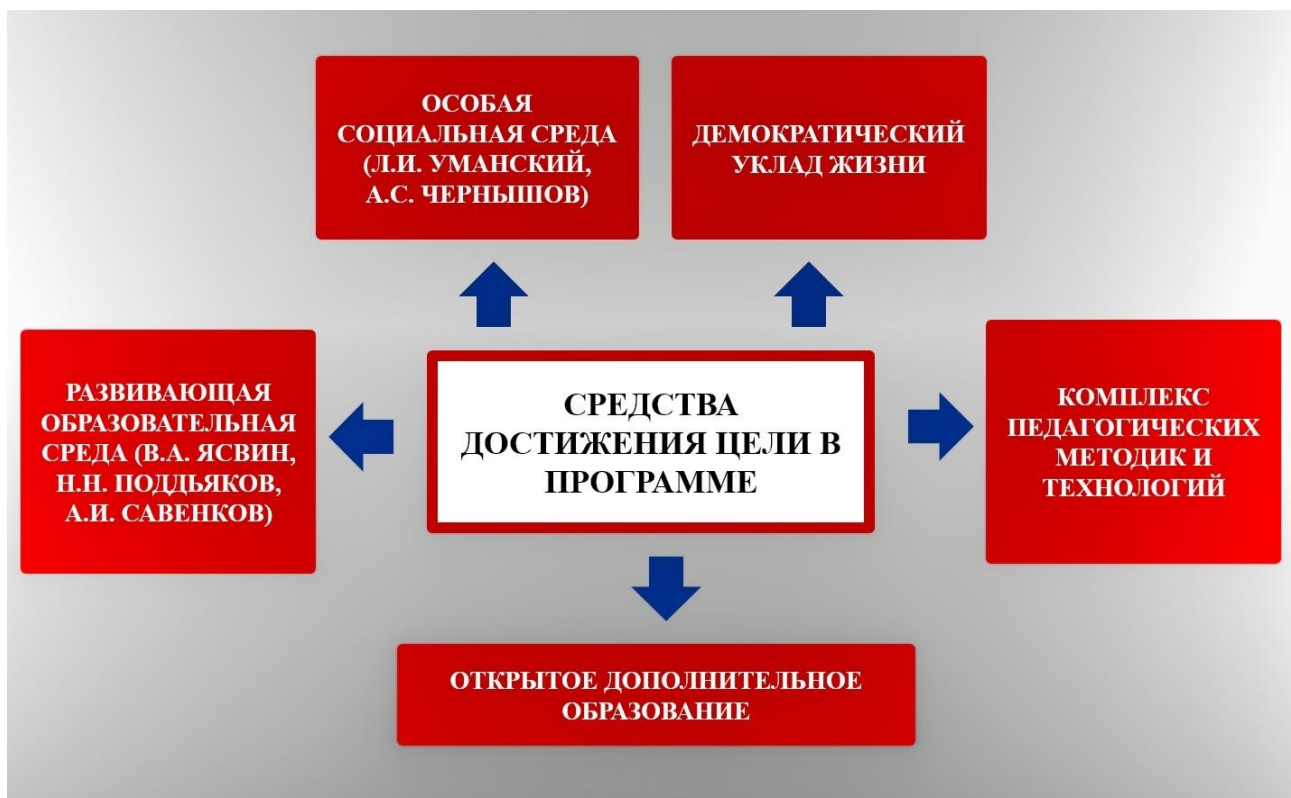 ОСОБАЯ
СОЦИАЛЬНАЯ СРЕДА
(Л.И. УМАНСКИЙ,
А.С. ЧЕРНЫШОВ)
ДЕМОКРАТИЧЕСКИЙ
УКЛАД ЖИЗНИ
РАЗВИВАЮЩАЯ
ОБРАЗОВАТЕЛЬНАЯ
СРЕДА (В.А. ЯСВИН,
Н.Н. ПОДДЬЯКОВ,
А.И. САВЕНКОВ)
СРЕДСТВА
ДОСТИЖЕНИЯ ЦЕЛИ В
ПРОГРАММЕ
КОМПЛЕКС
ПЕДАГОГИЧЕСКИХ
МЕТОДИК И
ТЕХНОЛОГИЙ
ОТКРЫТОЕ ДОПОЛНИТЕЛЬНОЕ
ОБРАЗОВАНИЕ